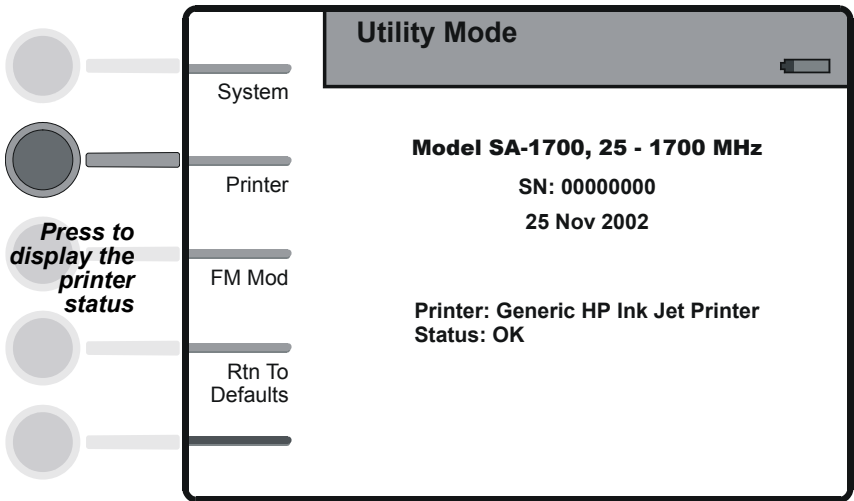 Utility Mode
System
Model SA-1700, 25 - 1700 MHz
Printer
SN: 00000000
25 Nov 2002
Press to
display the
printer
status
FM Mod
Printer: Generic HP Ink Jet Printer
Status: OK
Rtn To
Defaults